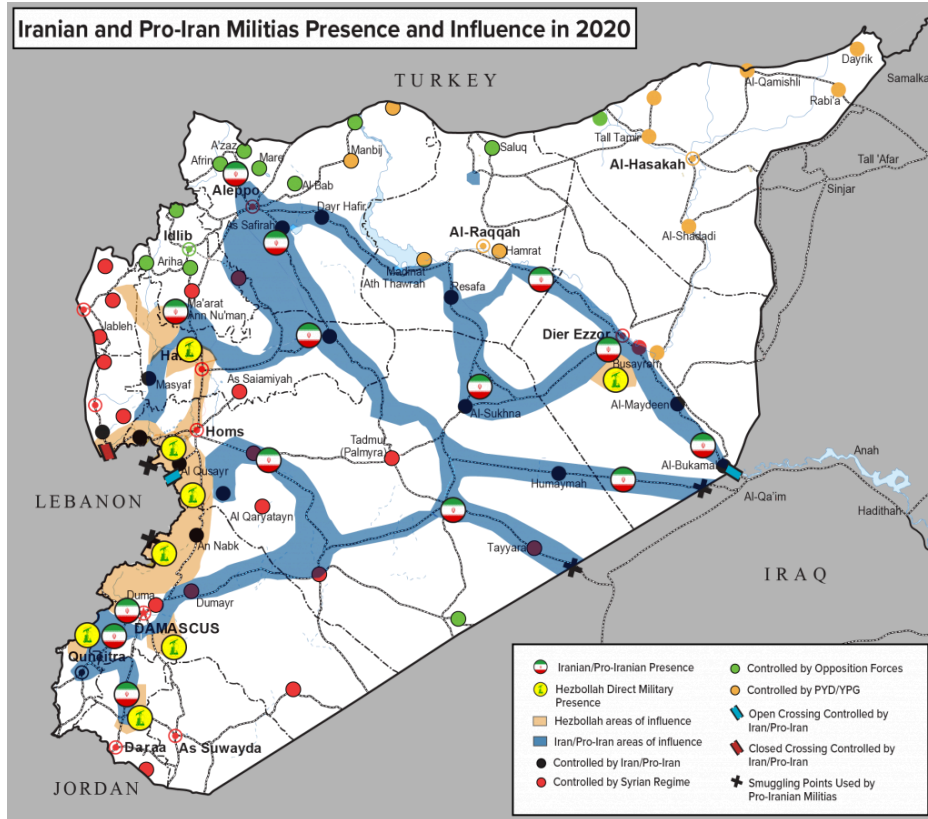 Iranian and Pro-Iran Militias Presence and Influence in 2020
TURKEY
Dayrik
Samalka
Al-Qamishli
Rabi'a
Tall Tamir
A'zaz
Afrin
Mare
Manbij
Saluq
Al-Hasakah
Tall 'Afar
Aleppo
Al-Bab
Sinjar
As Safirah
Dayr Hafir
Idlib
Al-Raqqah
Al-Shadadi
Hamrat
Ariha
Madinat
Ath Thawrah
Resafa
Ma'arat
Ann Nu'man
Jableh
Dier Ezzor
Ha
Busayrah
Masyaf
As Saiamiyah
Al-Sukhna
Al-Maydeen
Homs
Tadmur
(Palmyra)
Al-Bukamal
Anah
Al Qusayr
Humaymah
LEBANON
Al-Qa'im
Hadithah
Al Qaryatayn
An Nabk
Tayyara
IRAQ
Duma
Dumayr
DAMASCUS
Quneitra
Daraa
As Suwayda
JORDAN
Iranian/Pro-Iranian Presence
Hezbollah Direct Military
Presence
Hezbollah areas of influence
Iran/Pro-Iran areas of influence
Controlled by Iran/Pro-Iran
Controlled by Syrian Regime
Controlled by Opposition Forces
Controlled by PYD/YPG
Open Crossing Controlled by
Iran/Pro-Iran
Closed Crossing Controlled by
Iran/Pro-Iran
Smuggling Points Used by
Pro-Iranian Militias